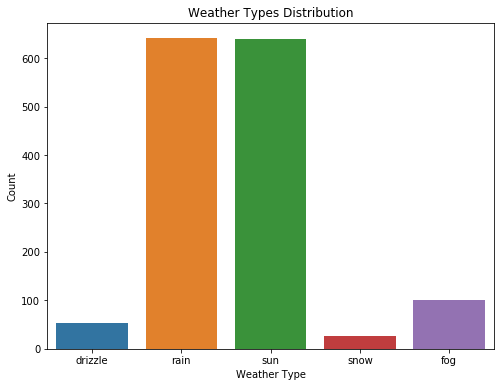 Weather Types Distribution
Count
600
500
400
300
200
100
0
drizzle rain sun snow fog
Weather Type